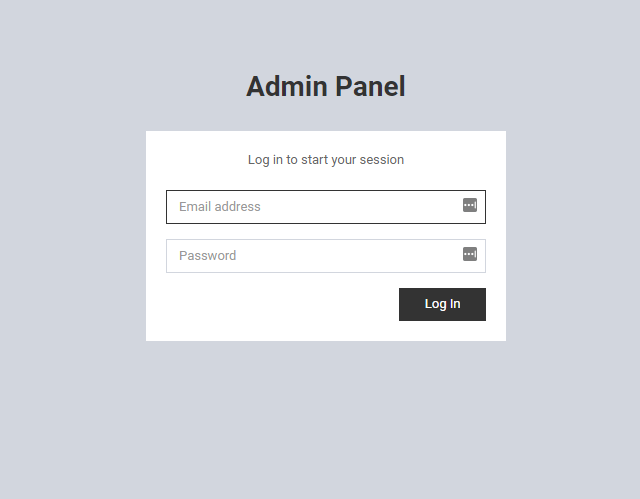 Admin Panel
Log in to start your session
Email address
Password
Log In